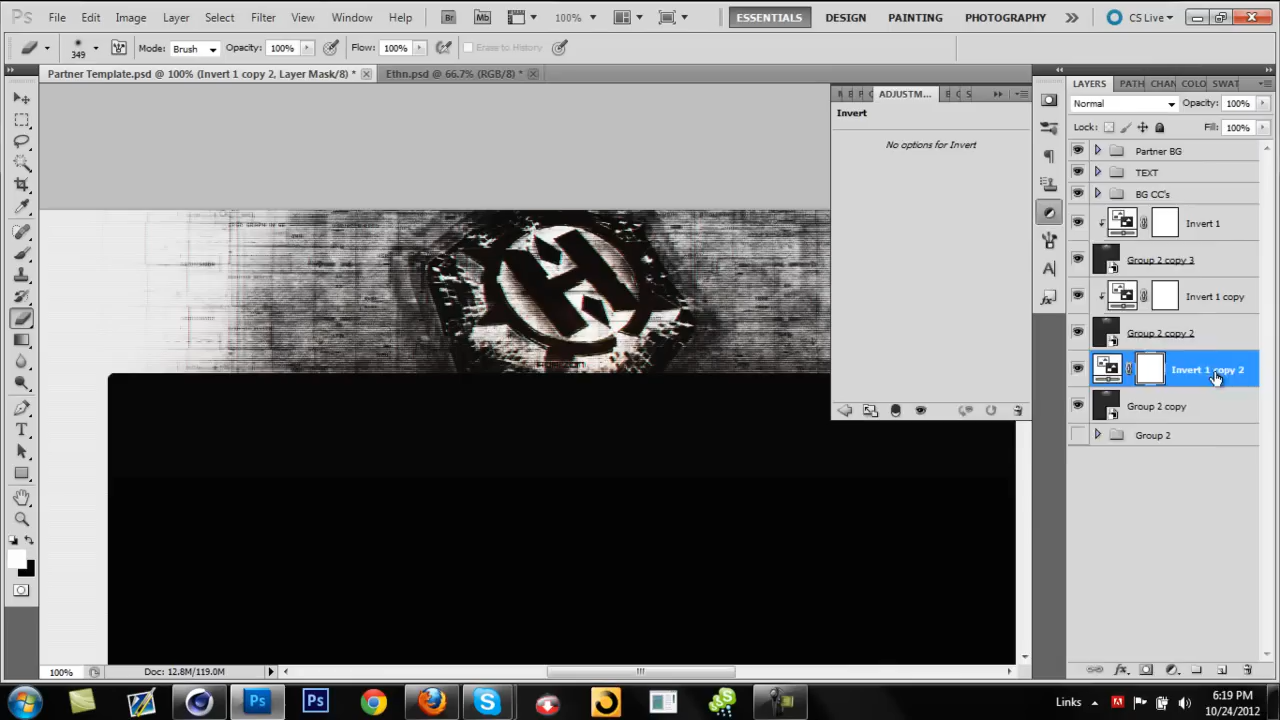 Ps File Edit Image Layer Select Filter View Window Help Br Mb 100% ESSENTIALS DESIGN PAINTING PHOTOGRAPHY CS Live
349 Mode: Brush Opacity: 100% Flow: 100% Erase to History
Partner Template.psd @ 100% (Invert 1 copy 2, Layer Mask/8) * Ethn.psd @ 66.7% (RGB/8) *
ADJUSTM...
LAYERS PATH CHAN COLO SWAT
Invert
Normal Opacity: 100%
No options for Invert
Lock: Fill: 100%
Partner BG
TEXT
BG CC's
Invert 1
Group 2 copy 3
Invert 1 copy
Group 2 copy 2
Invert 1 copy 2
Group 2 copy
Group 2
H
100% Doc: 12.8M/119.0M
Ps Ps Links 6:19 PM
10/24/2012